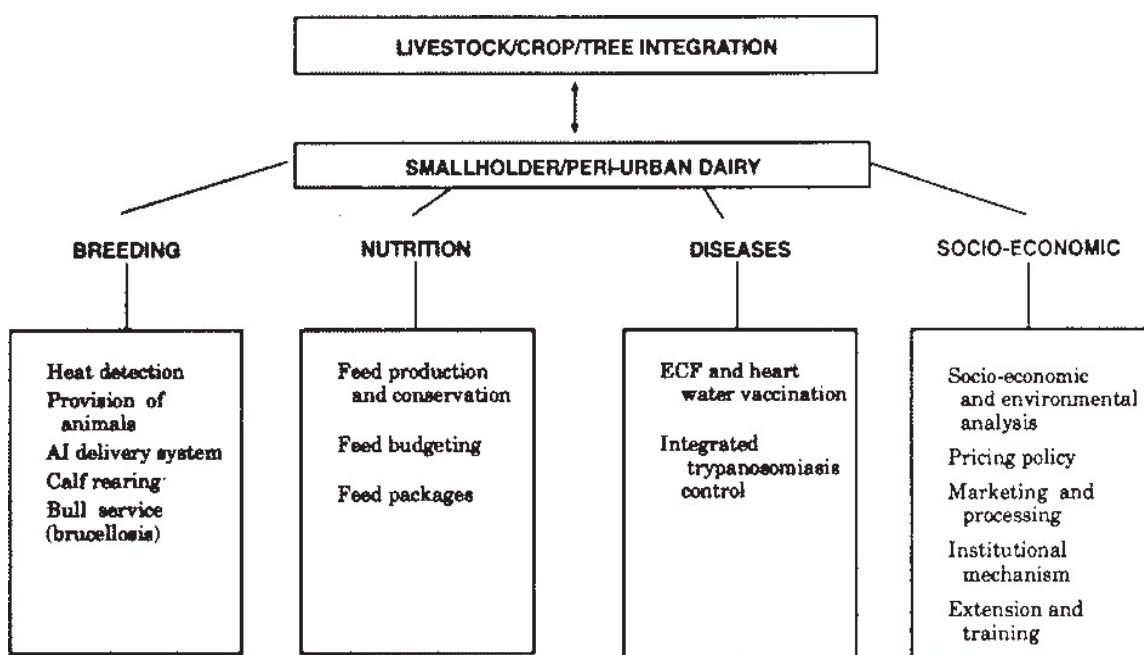 LIVESTOCK/CROP/TREE INTEGRATION
SMALLHOLDER/PERI-URBAN DAIRY
BREEDING
NUTRITION
DISEASES
SOCIO-ECONOMIC
Heat detection
Provision of
animals
AI delivery system
Calf rearing
Bull service
(brucellosis)
Feed production
and conservation
Feed budgeting
Feed packages
ECF and heart
water vaccination
Integrated
trypanosomiasis
control
Socio-economic
and environmental
analysis
Pricing policy
Marketing and
processing
Institutional
mechanism
Extension and
training